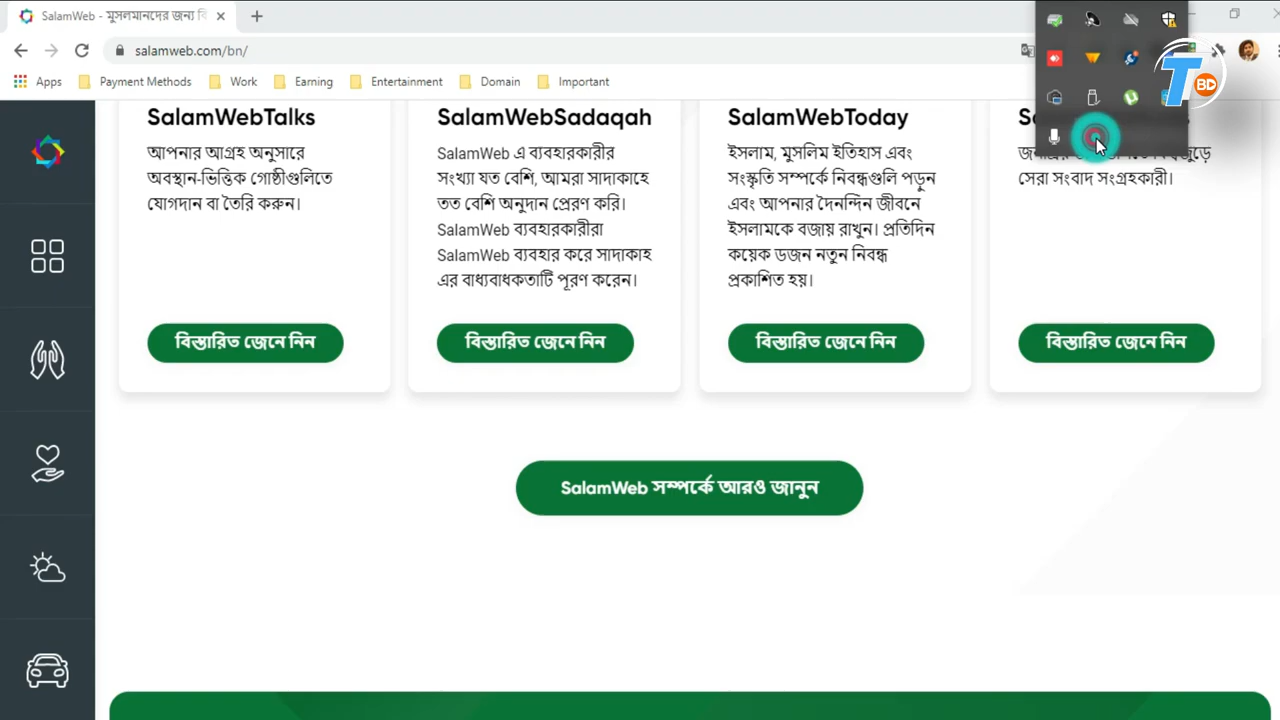 SalamWeb - মুসলমানদের জন্য বি
salamweb.com/bn/
Apps Payment Methods Work Earning Entertainment Domain Important
T BD
SalamWebTalks
আপনার আগ্রহ অনুসারে
অবস্থান-ভিত্তিক গোষ্ঠীগুলিতে
যোগদান বা তৈরি করুন।
বিস্তারিত জেনে নিন
SalamWebSadaqah
SalamWeb এ ব্যবহারকারীর
সংখ্যা যত বেশি, আমরা সাদাকাহে
তত বেশি অনুদান প্রেরণ করি।
SalamWeb ব্যবহারকারীরা
SalamWeb ব্যবহার করে সাদাকাহ
এর বাধ্যবাধকতাটি পূরণ করেন।
বিস্তারিত জেনে নিন
SalamWebToday
ইসলাম, মুসলিম ইতিহাস এবং
সংস্কৃতি সম্পর্কে নিবন্ধগুলি পড়ুন
এবং আপনার দৈনন্দিন জীবনে
ইসলামকে বজায় রাখুন। প্রতিদিন
কয়েক ডজন নতুন নিবন্ধ
প্রকাশিত হয়।
বিস্তারিত জেনে নিন
সেরা সংবাদ সংগ্রহকারী।
বিস্তারিত জেনে নিন
SalamWeb সম্পর্কে আরও জানুন